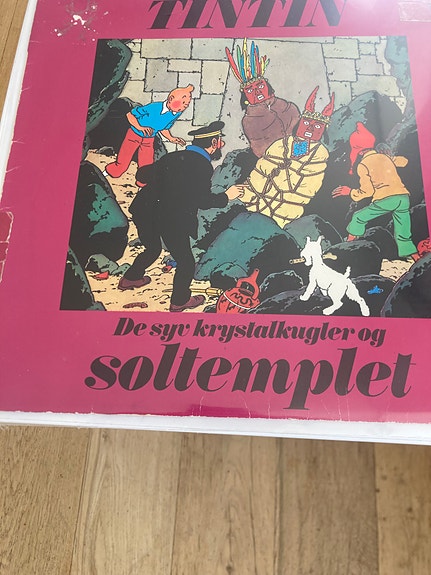 TINTIN
De syv krystalkugler og
soltemplet